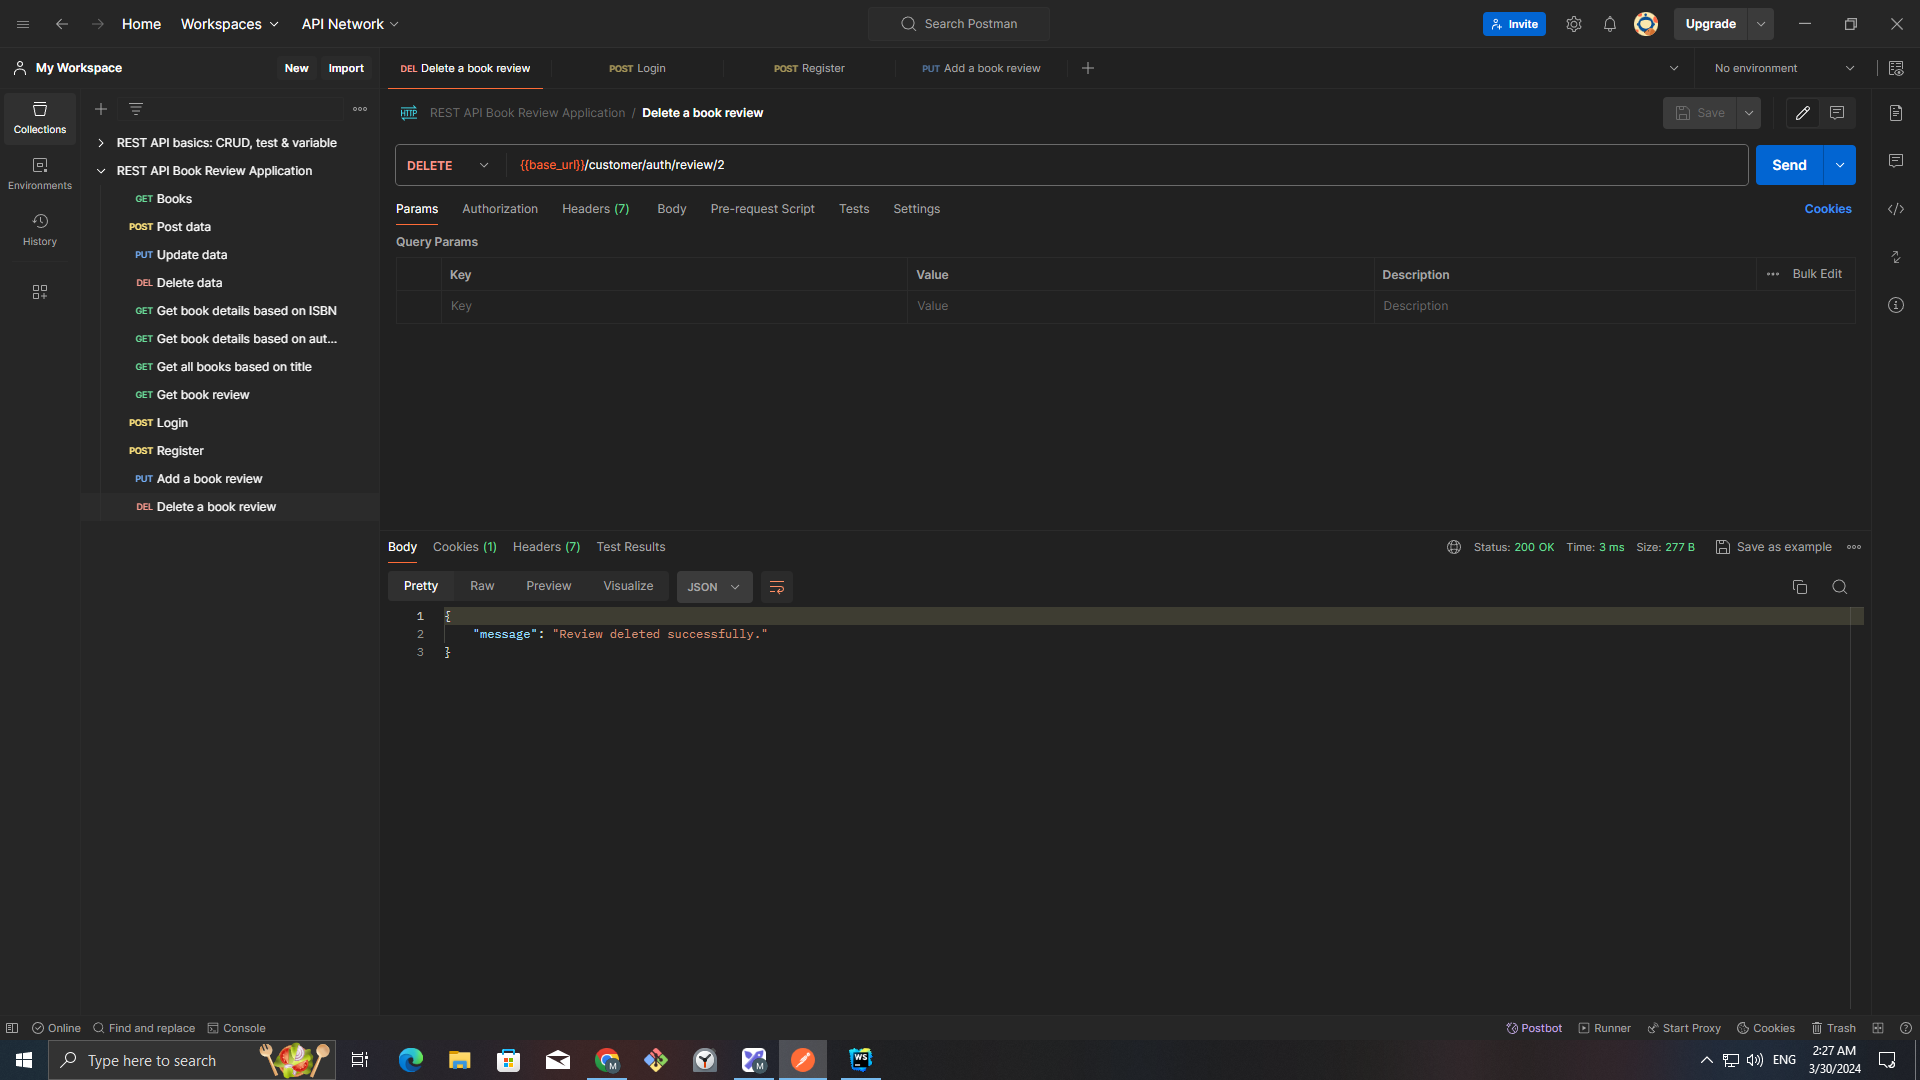 Home Workspaces API Network Search Postman Invite Upgrade
My Workspace New Import DEL Delete a book review POST Login POST Register PUT Add a book review No environment
Collections
Environments
History
REST API basics: CRUD, test & variable
REST API Book Review Application
GET Books
POST Post data
PUT Update data
DEL Delete data
GET Get book details based on ISBN
GET Get book details based on aut...
GET Get all books based on title
GET Get book review
POST Login
POST Register
PUT Add a book review
DEL Delete a book review
HTTP REST API Book Review Application / Delete a book review Save
DELETE {{base_url}}/customer/auth/review/2 Send
Params Authorization Headers (7) Body Pre-request Script Tests Settings Cookies
Query Params
Key Value Description Bulk Edit
Key Value Description
Body Cookies (1) Headers (7) Test Results Status: 200 OK Time: 3 ms Size: 277 B Save as example
Pretty Raw Preview Visualize JSON
1 {
2 "message": "Review deleted successfully."
3 }
Online Find and replace Console Postbot Runner Start Proxy Cookies Trash
Type here to search M M WS ENG 2:27 AM
3/30/2024